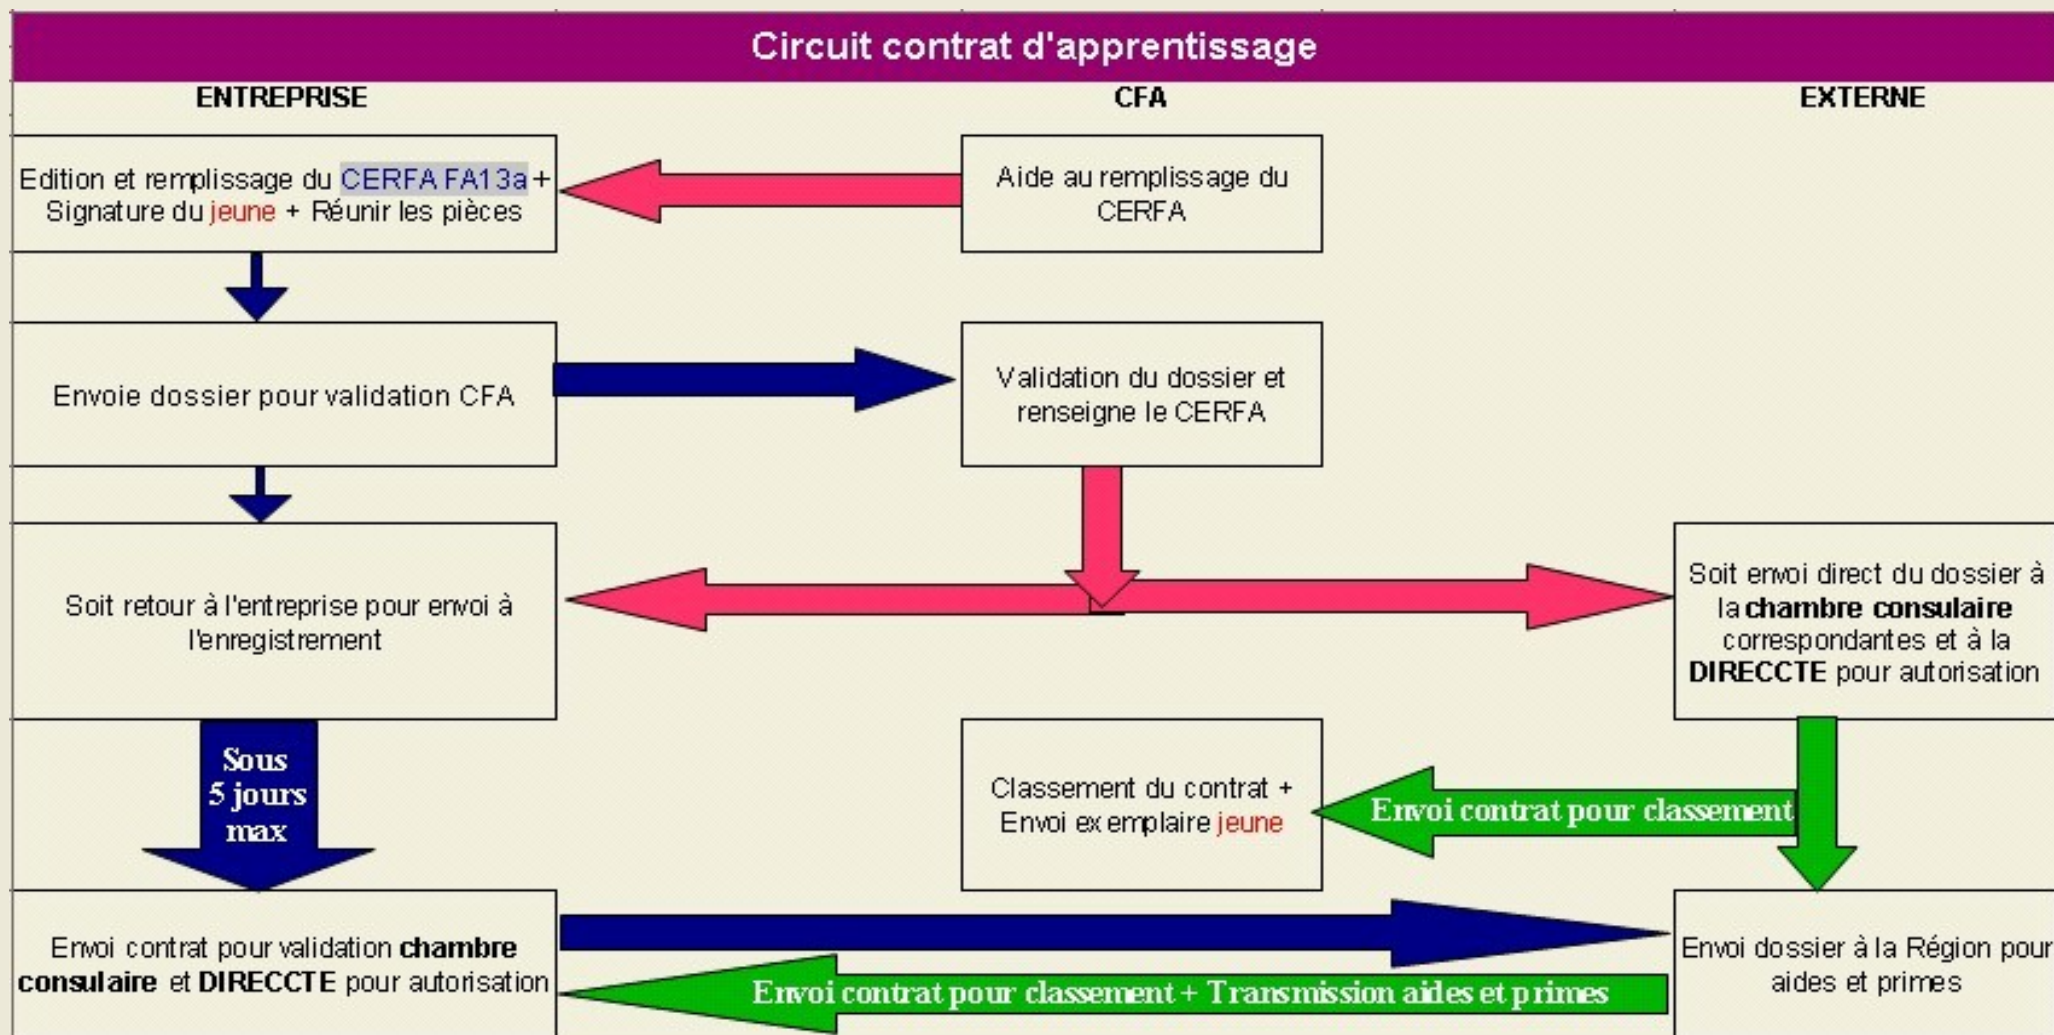 Circuit contrat d'apprentissage
ENTREPRISE
CFA
EXTERNE
Edition et remplissage du CERFA FA13a +
Signature du jeune + Réunir les pièces
Aide au remplissage du
CERFA
Envoie dossier pour validation CFA
Validation du dossier et
renseigne le CERFA
Soit retour à l'entreprise pour envoi à
l'enregistrement
Soit envoi direct du dossier à
la chambre consulaire
correspondantes et à la
DIRECCTE pour autorisation
Sous
5 jours
max
Classement du contrat +
Envoi exemplaire jeune
Envoi contrat pour classement
Envoi contrat pour validation chambre
consulaire et DIRECCTE pour autorisation
Envoi contrat pour classement + Transmission aides et primes
Envoi dossier à la Région pour
aides et primes